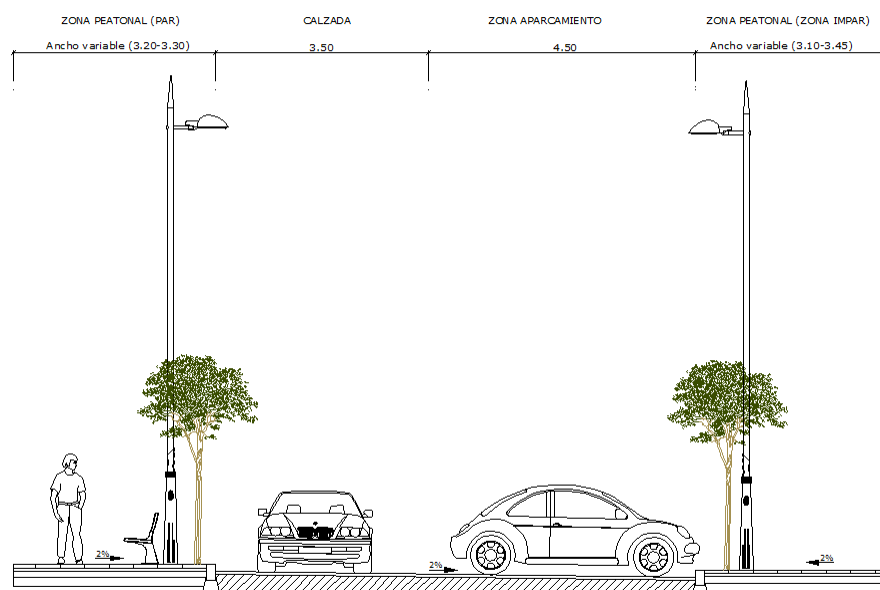 ZONA PEATONAL (PAR)
CALZADA
ZONA APARCAMIENTO
ZONA PEATONAL (ZONA IMPAR)
Ancho variable (3.20-3.30)
3.50
4.50
Ancho variable (3.10-3.45)
2%
2%
2%